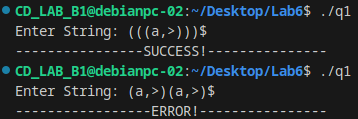 CD_LAB_B1@debianpc-02:~/Desktop/Lab6$ ./q1
Enter String: (((a,>)))$
----------------SUCCESS!---------------
CD_LAB_B1@debianpc-02:~/Desktop/Lab6$ ./q1
Enter String: (a,>)(a,>)$
-----------------ERROR!----------------